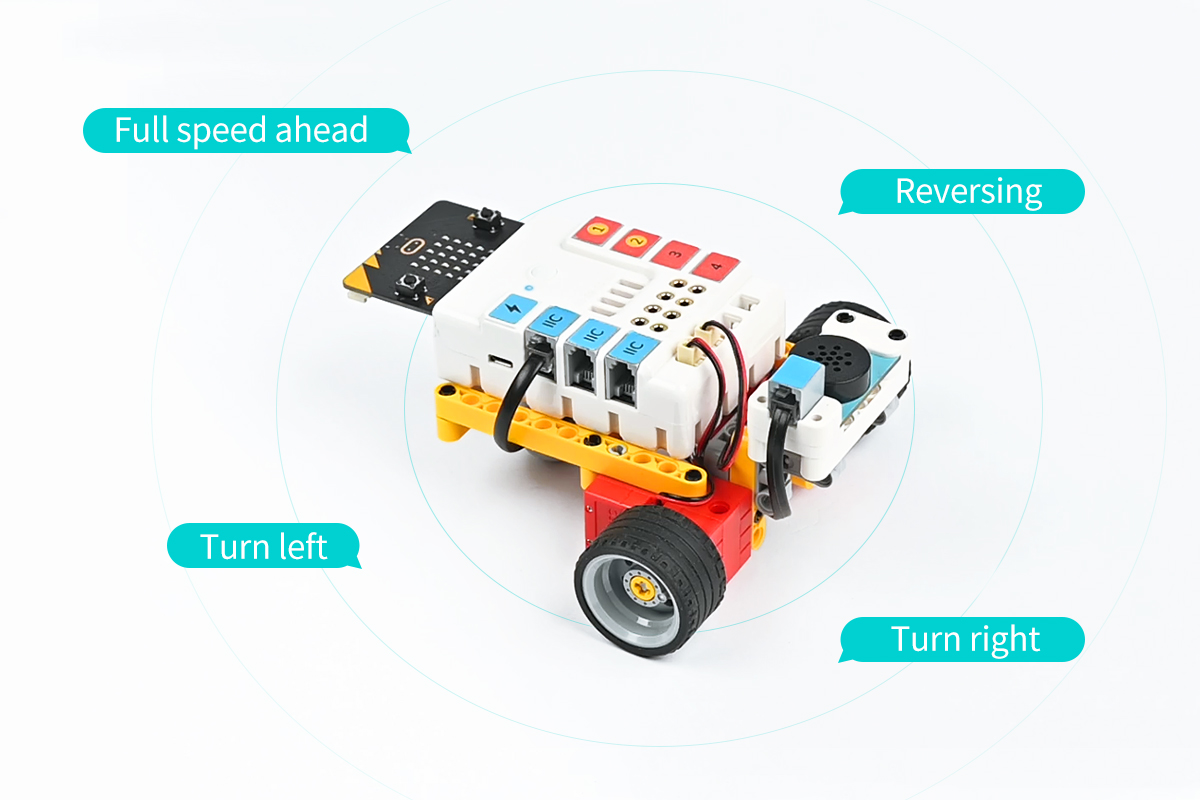 Full speed ahead
Reversing
1
2
3
4
IIC
IIC
IIC
Turn left
Turn right